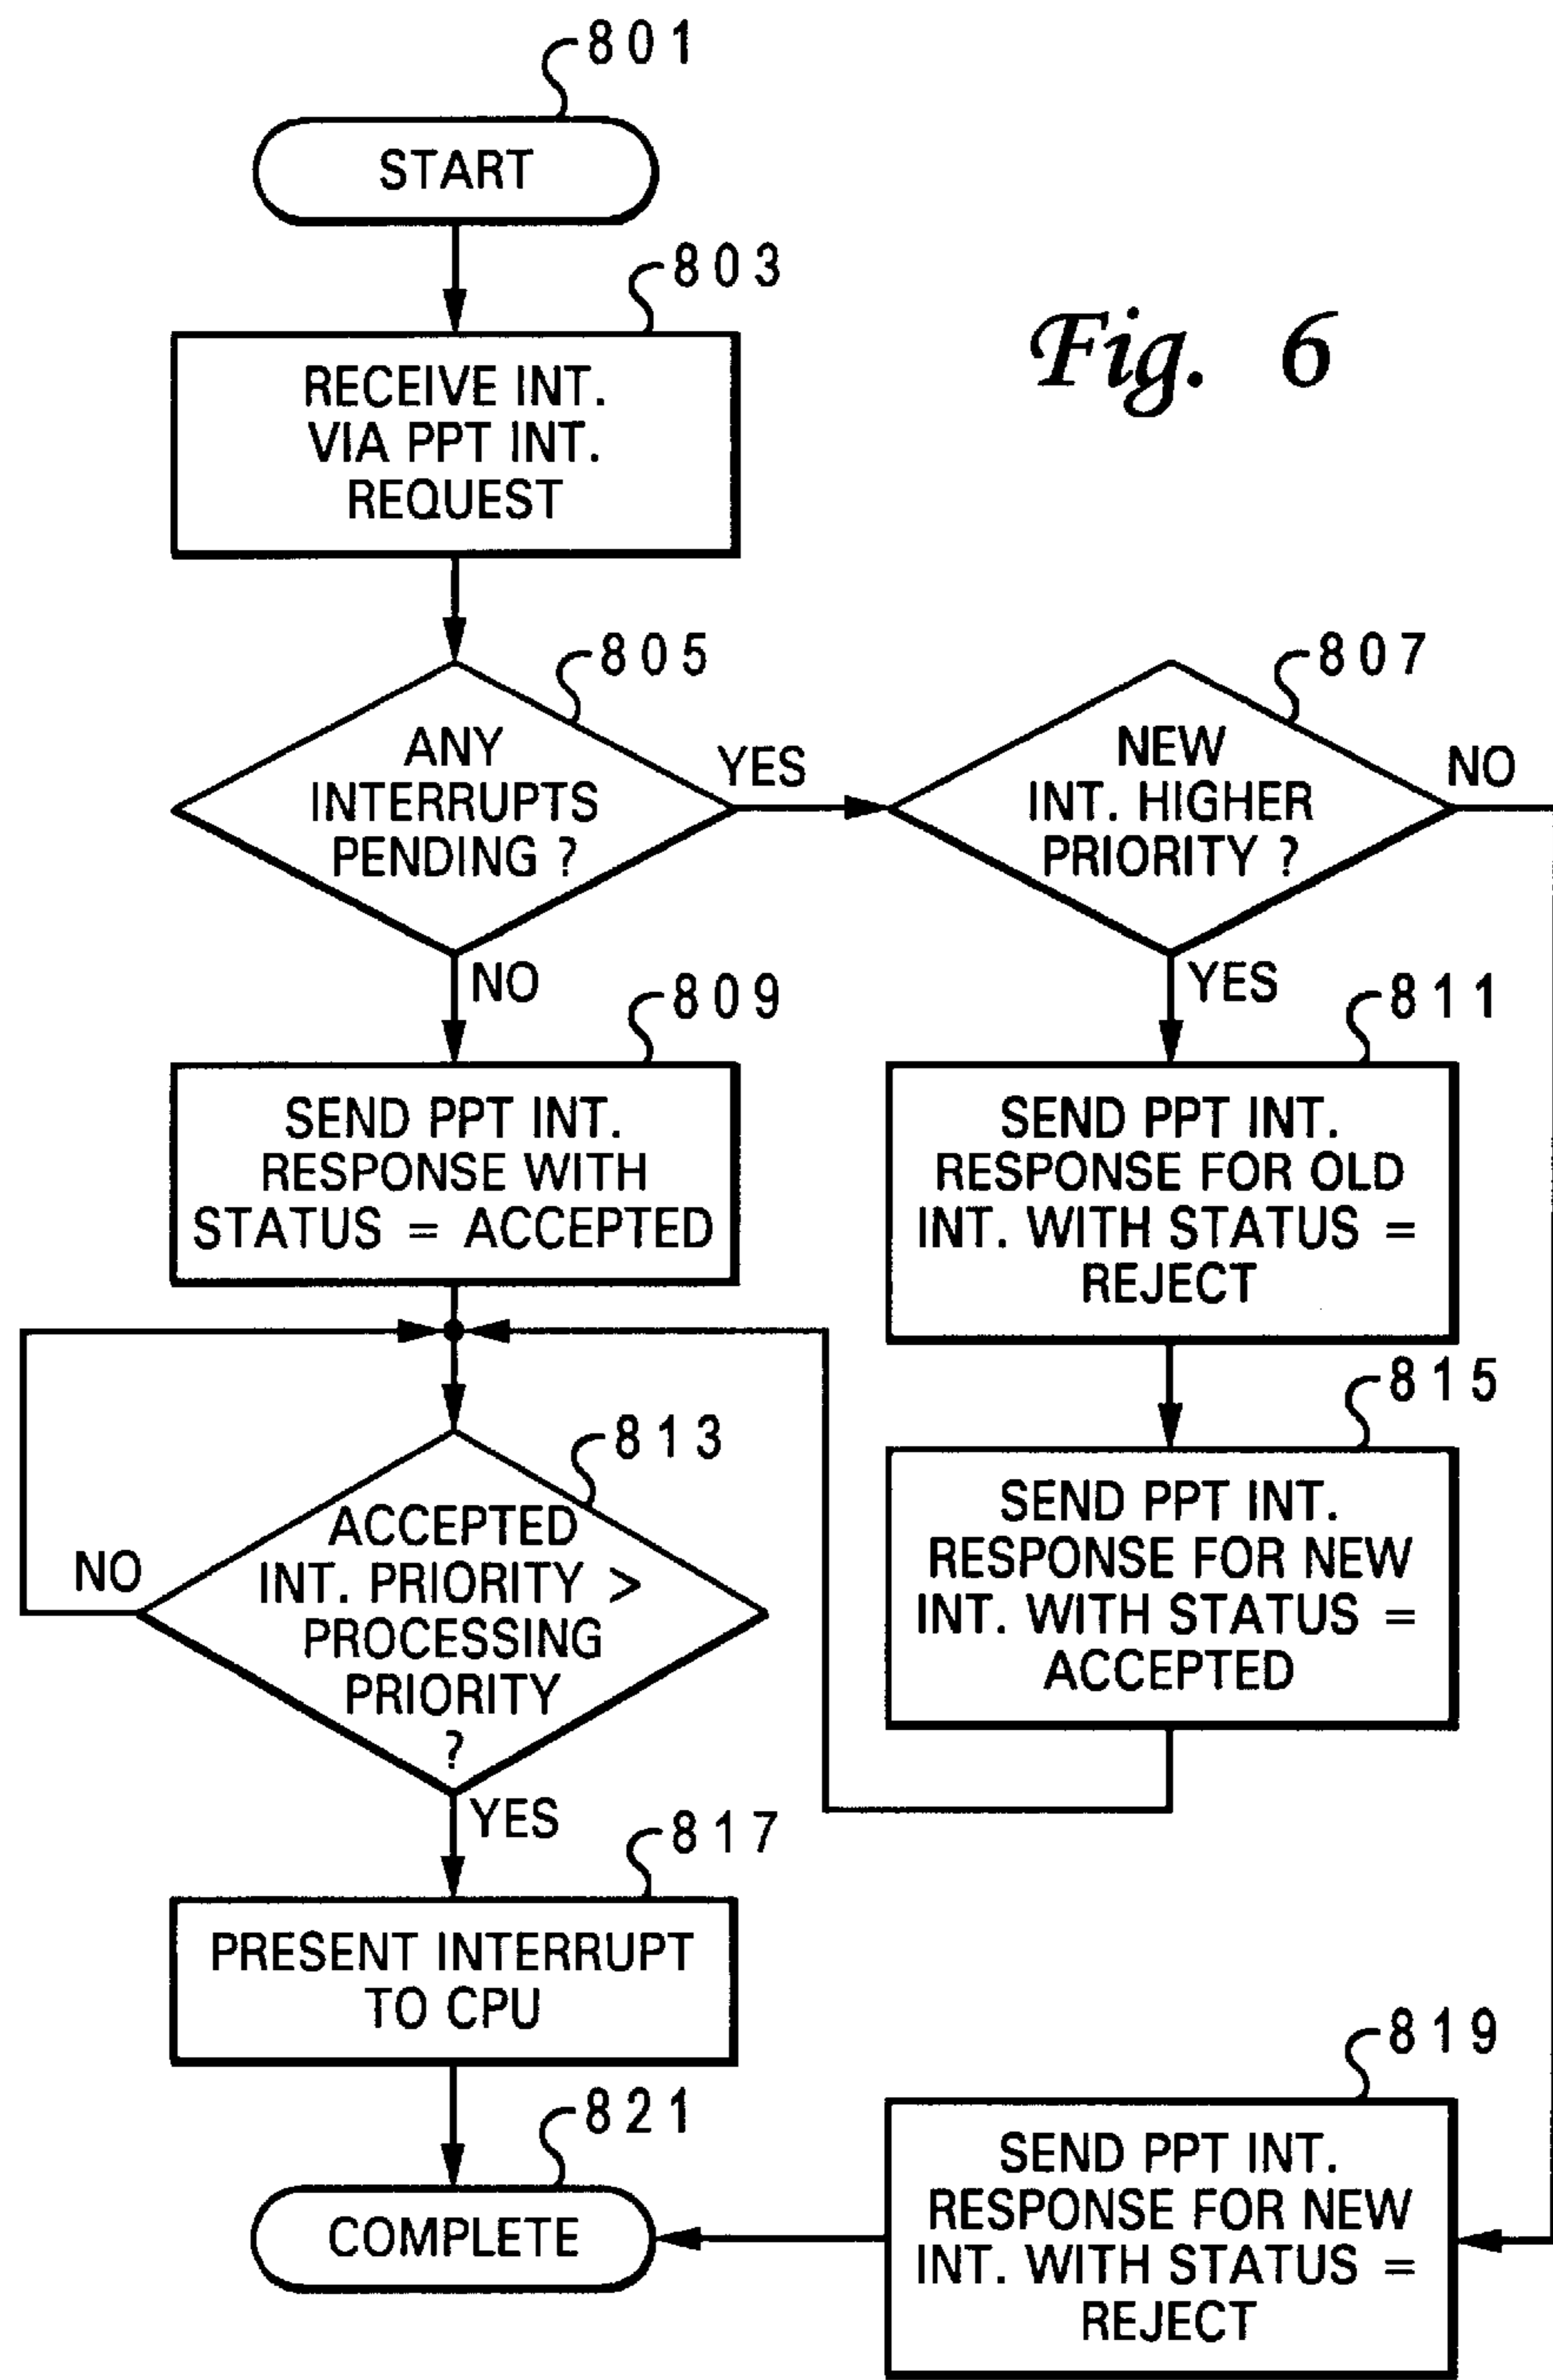 801
START
803
Fig. 6
RECEIVE INT.
VIA PPT INT.
REQUEST
805
ANY
INTERRUPTS
PENDING ?
YES
807
NEW
INT. HIGHER
PRIORITY ?
NO
NO
YES
809
SEND PPT INT.
RESPONSE WITH
STATUS = ACCEPTED
811
SEND PPT INT.
RESPONSE FOR OLD
INT. WITH STATUS =
REJECT
813
ACCEPTED
INT. PRIORITY >
PROCESSING
PRIORITY
?
NO
YES
815
SEND PPT INT.
RESPONSE FOR NEW
INT. WITH STATUS =
ACCEPTED
817
PRESENT INTERRUPT
TO CPU
819
SEND PPT INT.
RESPONSE FOR NEW
INT. WITH STATUS =
REJECT
821
COMPLETE